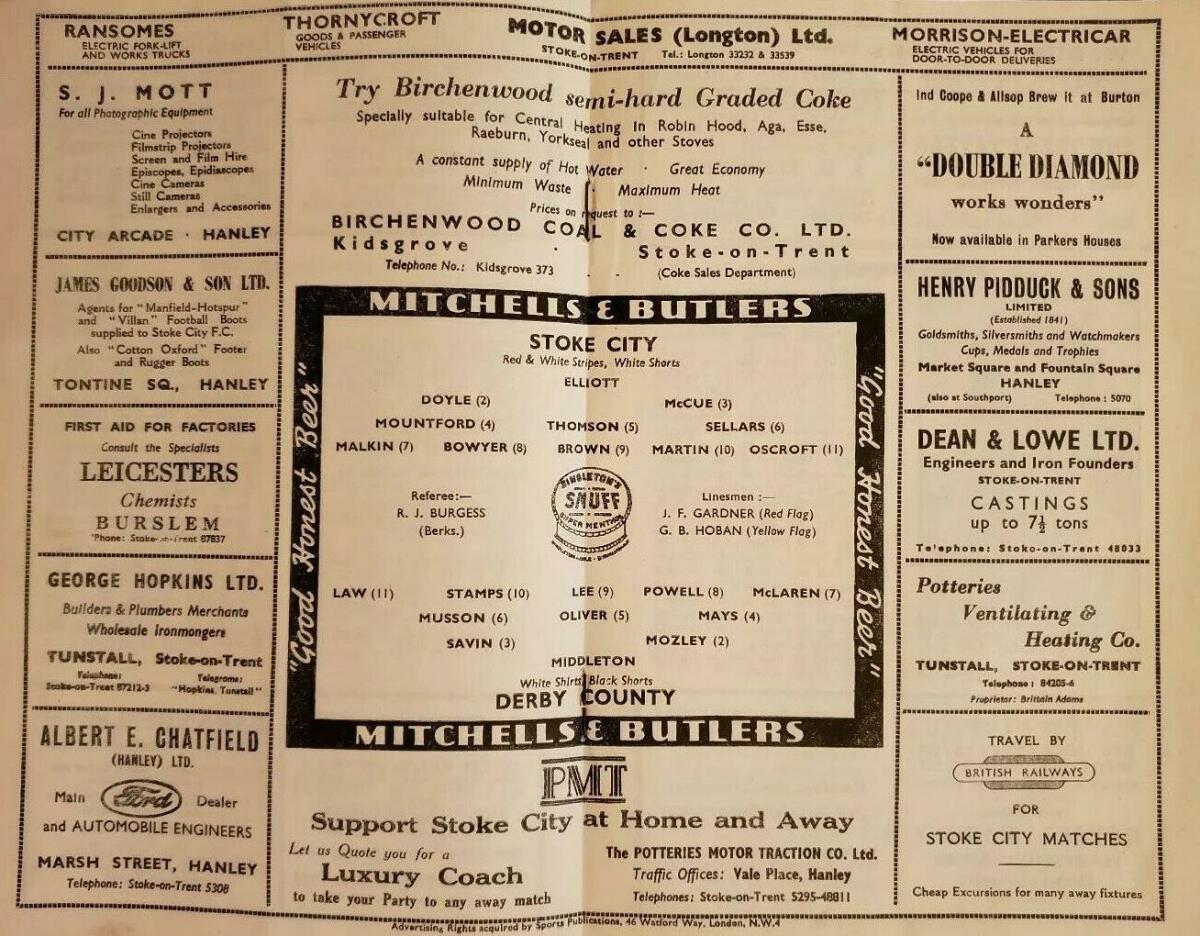 RANSOMES
ELECTRIC FORK-LIFT
AND WORKS TRUCKS
THORNYCROFT
GOODS & PASSENGER
VEHICLES
MOTOR SALES (Longton) Ltd.
STOKE-ON-TRENT Tel.: Longton 33232 & 33539
MORRISON-ELECTRICAR
ELECTRIC VEHICLES FOR
DOOR-TO-DOOR DELIVERIES
S. J. MOTT
For all Photographic Equipment
Cine Projectors
Filmstrip Projectors
Screen and Film Hire
Episcopes, Epidiascopes
Cine Cameras
Still Cameras
Enlargers and Accessories
CITY ARCADE · HANLEY
JAMES GOODSON & SON LTD.
Agents for "Manfield-Hotspur"
and "Villan" Football Boots
supplied to Stoke City F.C.
Also "Cotton Oxford" Footer
and Rugger Boots
TONTINE SQ., HANLEY
FIRST AID FOR FACTORIES
Consult the Specialists
LEICESTERS
Chemists
BURSLEM
'Phone: Stoke-on-Trent 87837
GEORGE HOPKINS LTD.
Builders & Plumbers Merchants
Wholesale Ironmongers
TUNSTALL, Stoke-on-Trent
Telephone: Telegrams:
Stoke-on-Trent 87212-3 "Hopkins, Tunstall"
ALBERT E. CHATFIELD
(HANLEY) LTD.
Main Ford Dealer
and AUTOMOBILE ENGINEERS
MARSH STREET, HANLEY
Telephone: Stoke-on-Trent 5308
Try Birchenwood semi-hard Graded Coke
Specially suitable for Central Heating in Robin Hood, Aga, Esse,
Raeburn, Yorkseal and other Stoves
A constant supply of Hot Water · Great Economy
Minimum Waste · Maximum Heat
Prices on request to :—
BIRCHENWOOD COAL & COKE CO. LTD.
Kidsgrove · Stoke-on-Trent
Telephone No.: Kidsgrove 373 - - (Coke Sales Department)
MITCHELLS & BUTLERS
"Good Honest Beer"
STOKE CITY
Red & White Stripes, White Shorts
ELLIOTT
DOYLE (2) McCUE (3)
MOUNTFORD (4) THOMSON (5) SELLARS (6)
MALKIN (7) BOWYER (8) BROWN (9) MARTIN (10) OSCROFT (11)
Referee:—
R. J. BURGESS
(Berks.)
SINGLETON'S
SNUFF
SUPER MENTHOL
Linesmen :—
J. F. GARDNER (Red Flag)
G. B. HOBAN (Yellow Flag)
LAW (11) STAMPS (10) LEE (9) POWELL (8) McLAREN (7)
MUSSON (6) OLIVER (5) MAYS (4)
SAVIN (3) MOZLEY (2)
MIDDLETON
White Shirts, Black Shorts
DERBY COUNTY
"Good Honest Beer"
MITCHELLS & BUTLERS
PMT
Support Stoke City at Home and Away
Let us Quote you for a
Luxury Coach
to take your Party to any away match
The POTTERIES MOTOR TRACTION CO. Ltd.
Traffic Offices: Vale Place, Hanley
Telephones: Stoke-on-Trent 5295-48811
Ind Coope & Allsop Brew it at Burton
A
"DOUBLE DIAMOND
works wonders"
Now available in Parkers Houses
HENRY PIDDUCK & SONS
LIMITED
(Established 1841)
Goldsmiths, Silversmiths and Watchmakers
Cups, Medals and Trophies
Market Square and Fountain Square
HANLEY
(also at Southport) Telephone : 5070
DEAN & LOWE LTD.
Engineers and Iron Founders
STOKE-ON-TRENT
CASTINGS
up to 7½ tons
Telephone: Stoke-on-Trent 48033
Potteries
Ventilating &
Heating Co.
TUNSTALL, STOKE-ON-TRENT
Telephone : 84205-6
Proprietor: Brittain Adams
TRAVEL BY
BRITISH RAILWAYS
FOR
STOKE CITY MATCHES
Cheap Excursions for many away fixtures
Advertising Rights acquired by Sports Publications, 46 Watford Way, London, N.W.4